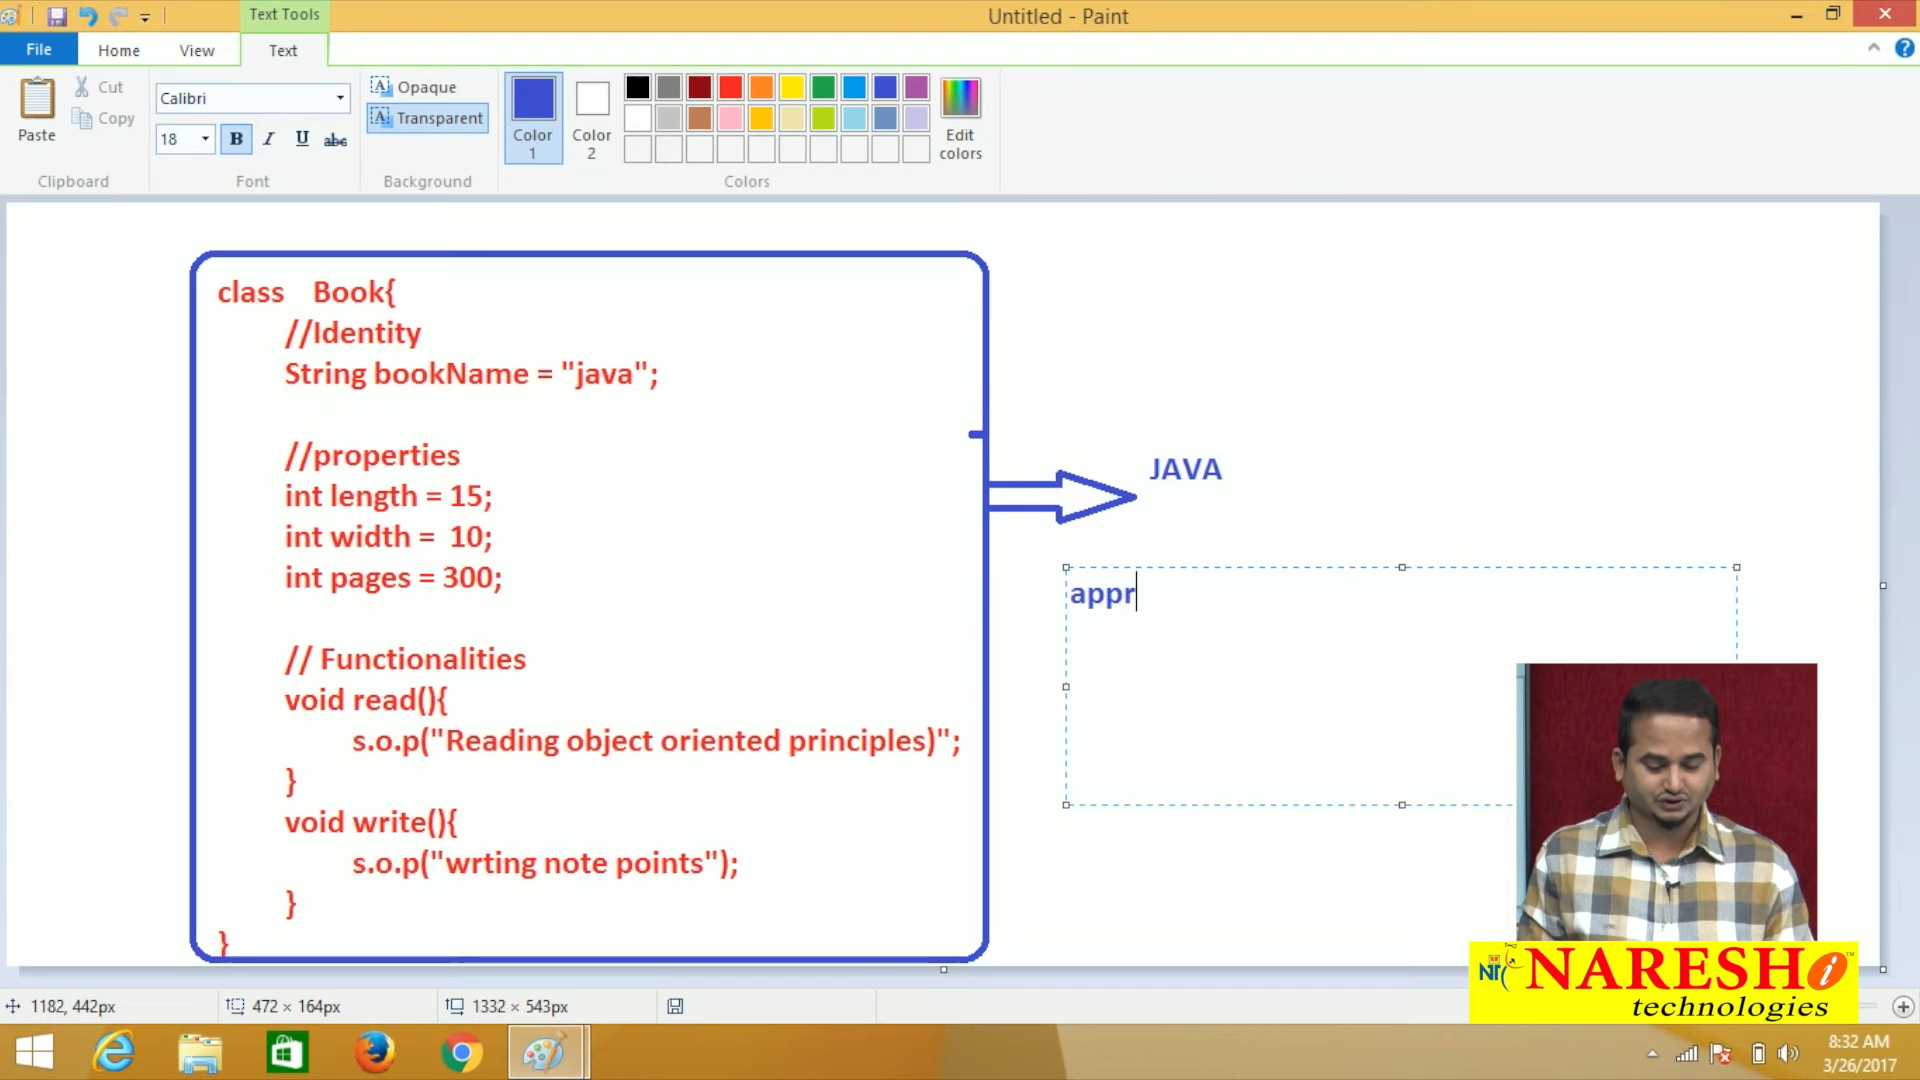 Text Tools
Untitled - Paint
File
Home
View
Text
Cut
Copy
Paste
Calibri
18
B
I
U
abc
A Opaque
A Transparent
Color 1
Color 2
Edit colors
Clipboard
Font
Background
Colors
class Book{
//Identity
String bookName = "java";
//properties
int length = 15;
int width = 10;
int pages = 300;
// Functionalities
void read(){
s.o.p("Reading object oriented principles)";
}
void write(){
s.o.p("wrting note points");
}
}
JAVA
appr
NARESH i ™
technologies
1182, 442px
472 × 164px
1332 × 543px
8:32 AM
3/26/2017